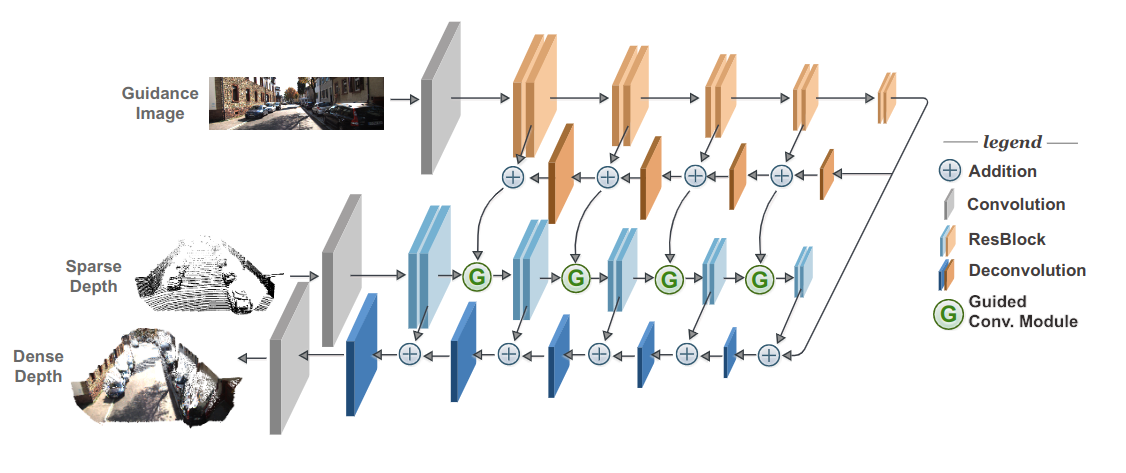 Guidance
Image
legend
Addition
Convolution
ResBlock
Deconvolution
G Guided
Conv. Module
Sparse
Depth
G
G
G
G
Dense
Depth